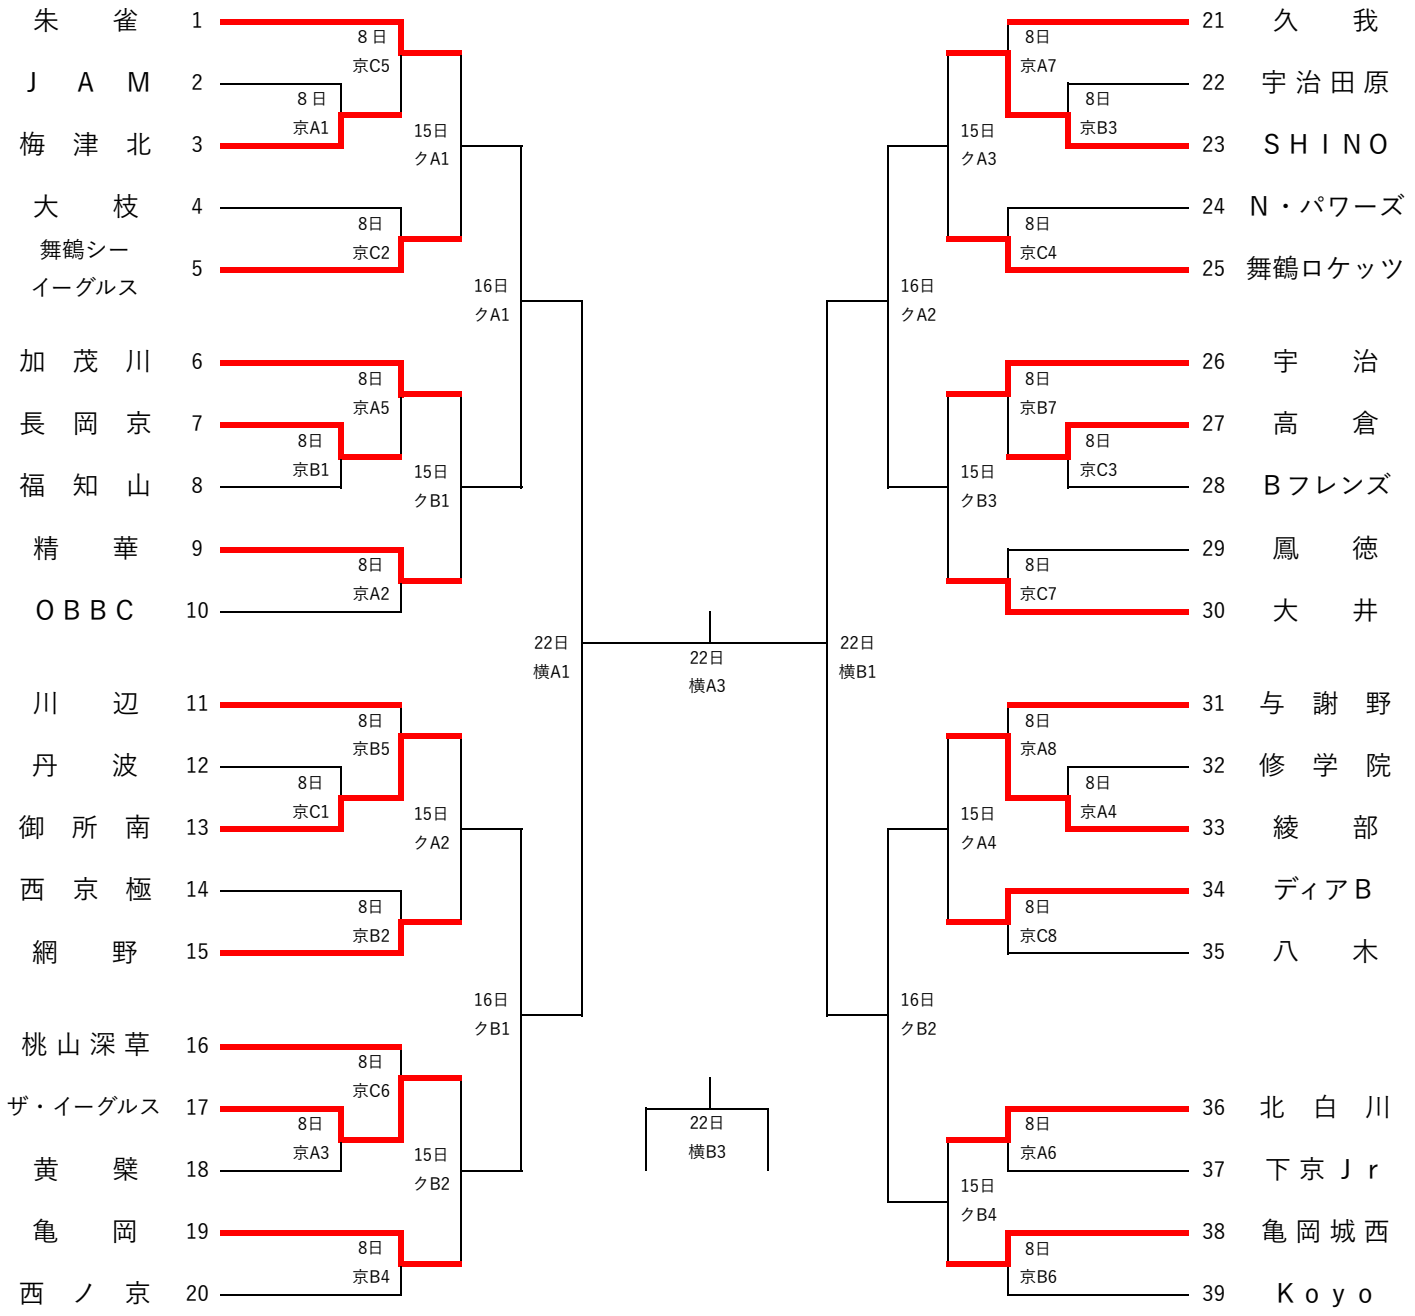 朱雀 1
8日
京C5
JAM 2
8日
京A1
梅津北 3
15日
クA1
大枝 4
8日
京C2
舞鶴シー
イーグルス
5
16日
クA1
加茂川 6
8日
京A5
長岡京 7
8日
京B1
福知山 8
15日
クB1
精華 9
8日
京A2
OBBC 10
22日
横A1
川辺 11
8日
京B5
丹波 12
8日
京C1
御所南 13
15日
クA2
西京極 14
8日
京B2
網野 15
16日
クB1
桃山深草 16
8日
京C6
ザ・イーグルス 17
8日
京A3
黄檗 18
15日
クB2
亀岡 19
8日
京B4
西ノ京 20
22日
横A3
22日
横B3
21 久我
8日
京A7
22 宇治田原
8日
京B3
23 SHINO
15日
クA3
24 N・パワーズ
8日
京C4
25 舞鶴ロケッツ
16日
クA2
26 宇治
8日
京B7
27 高倉
8日
京C3
28 Bフレンズ
15日
クB3
29 鳳徳
8日
京C7
30 大井
22日
横B1
31 与謝野
8日
京A8
32 修学院
8日
京A4
33 綾部
15日
クA4
34 ディアB
8日
京C8
35 八木
16日
クB2
36 北白川
8日
京A6
37 下京Jr
15日
クB4
38 亀岡城西
8日
京B6
39 Koyo